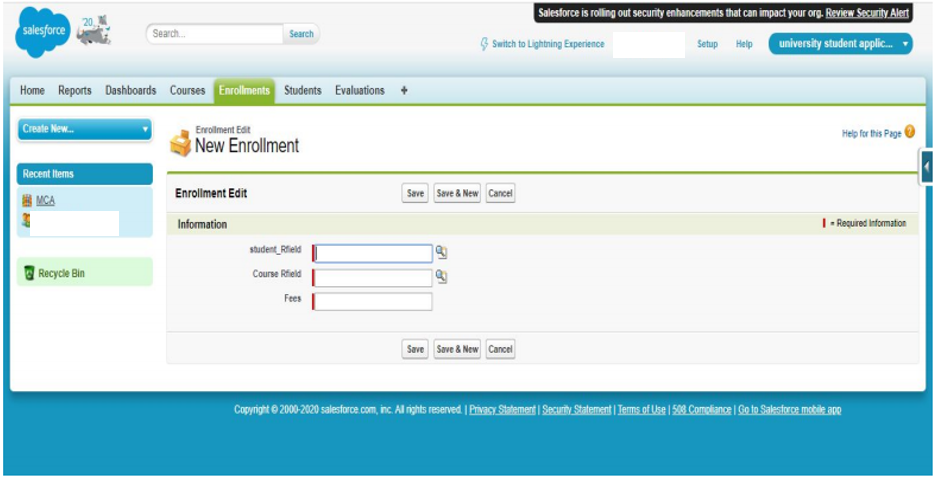 Salesforce is rolling out security enhancements that can impact your org. Review Security Alert
salesforce
'20
Search...
Search
Switch to Lightning Experience
Setup
Help
university student applic...
Home Reports Dashboards Courses Enrollments Students Evaluations +
Create New...
Enrollment Edit
New Enrollment
Help for this Page
Recent Items
MCA
Recycle Bin
Enrollment Edit
Save Save & New Cancel
Information
= Required Information
student_Rfield
Course Rfield
Fees
Save Save & New Cancel
Copyright © 2000-2020 salesforce.com, inc. All rights reserved. | Privacy Statement | Security Statement | Terms of Use | 508 Compliance | Go to Salesforce mobile app